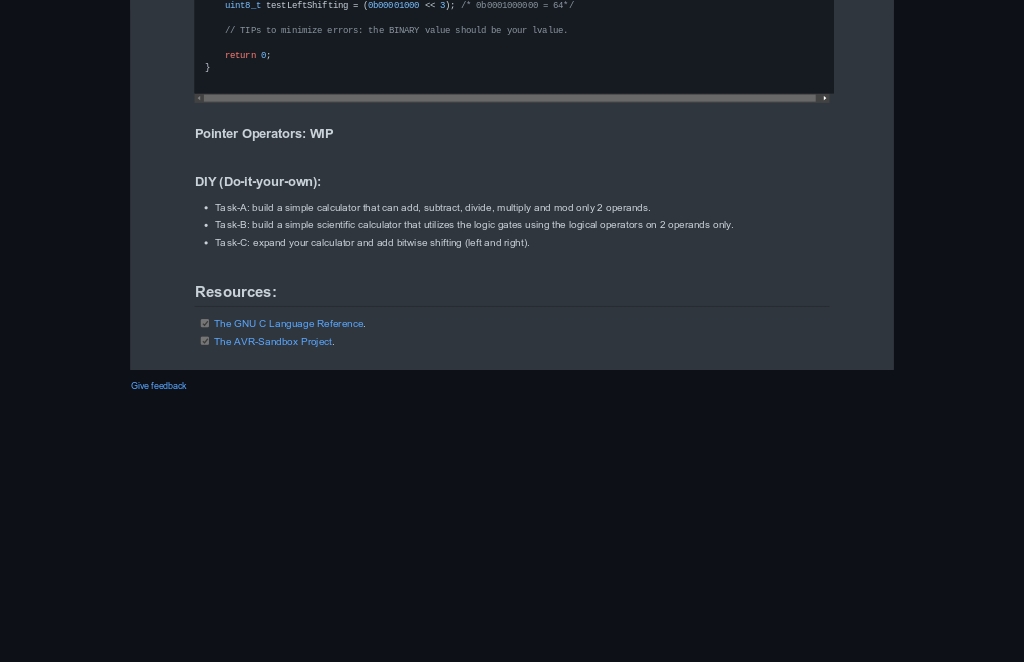 uint8_t testLeftShifting = (0b00001000 << 3); /* 0b0001000000 = 64*/
// TIPs to minimize errors: the BINARY value should be your lvalue.
return 0;
}
Pointer Operators: WIP
DIY (Do-it-your-own):
• Task-A: build a simple calculator that can add, subtract, divide, multiply and mod only 2 operands.
• Task-B: build a simple scientific calculator that utilizes the logic gates using the logical operators on 2 operands only.
• Task-C: expand your calculator and add bitwise shifting (left and right).
Resources:
The GNU C Language Reference.
The AVR-Sandbox Project.
Give feedback